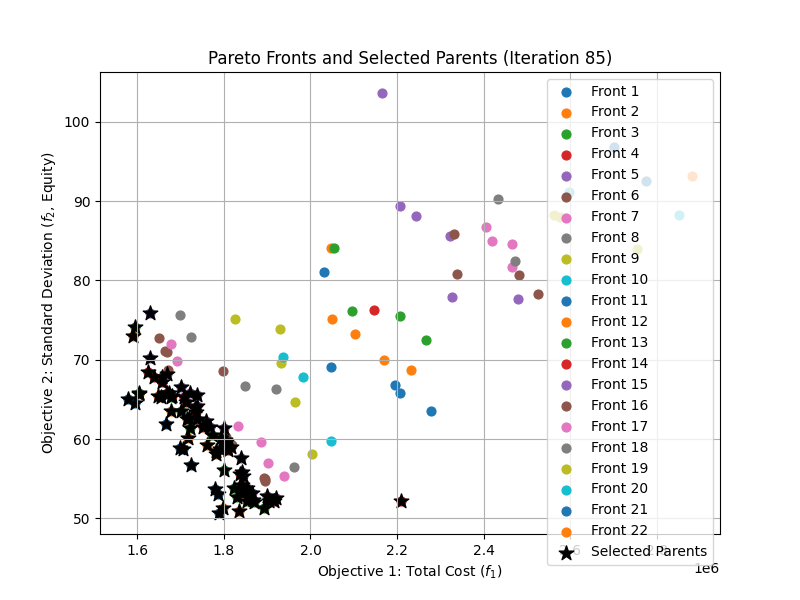 Pareto Fronts and Selected Parents (Iteration 85)
Objective 2: Standard Deviation (f₂, Equity)
100
90
80
70
60
50
Front 1
Front 2
Front 3
Front 4
Front 5
Front 6
Front 7
Front 8
Front 9
Front 10
Front 11
Front 12
Front 13
Front 14
Front 15
Front 16
Front 17
Front 18
Front 19
Front 20
Front 21
Front 22
Selected Parents
1.6 1.8 2.0 2.2 2.4 2.6 2.8
1e6
Objective 1: Total Cost (f₁)